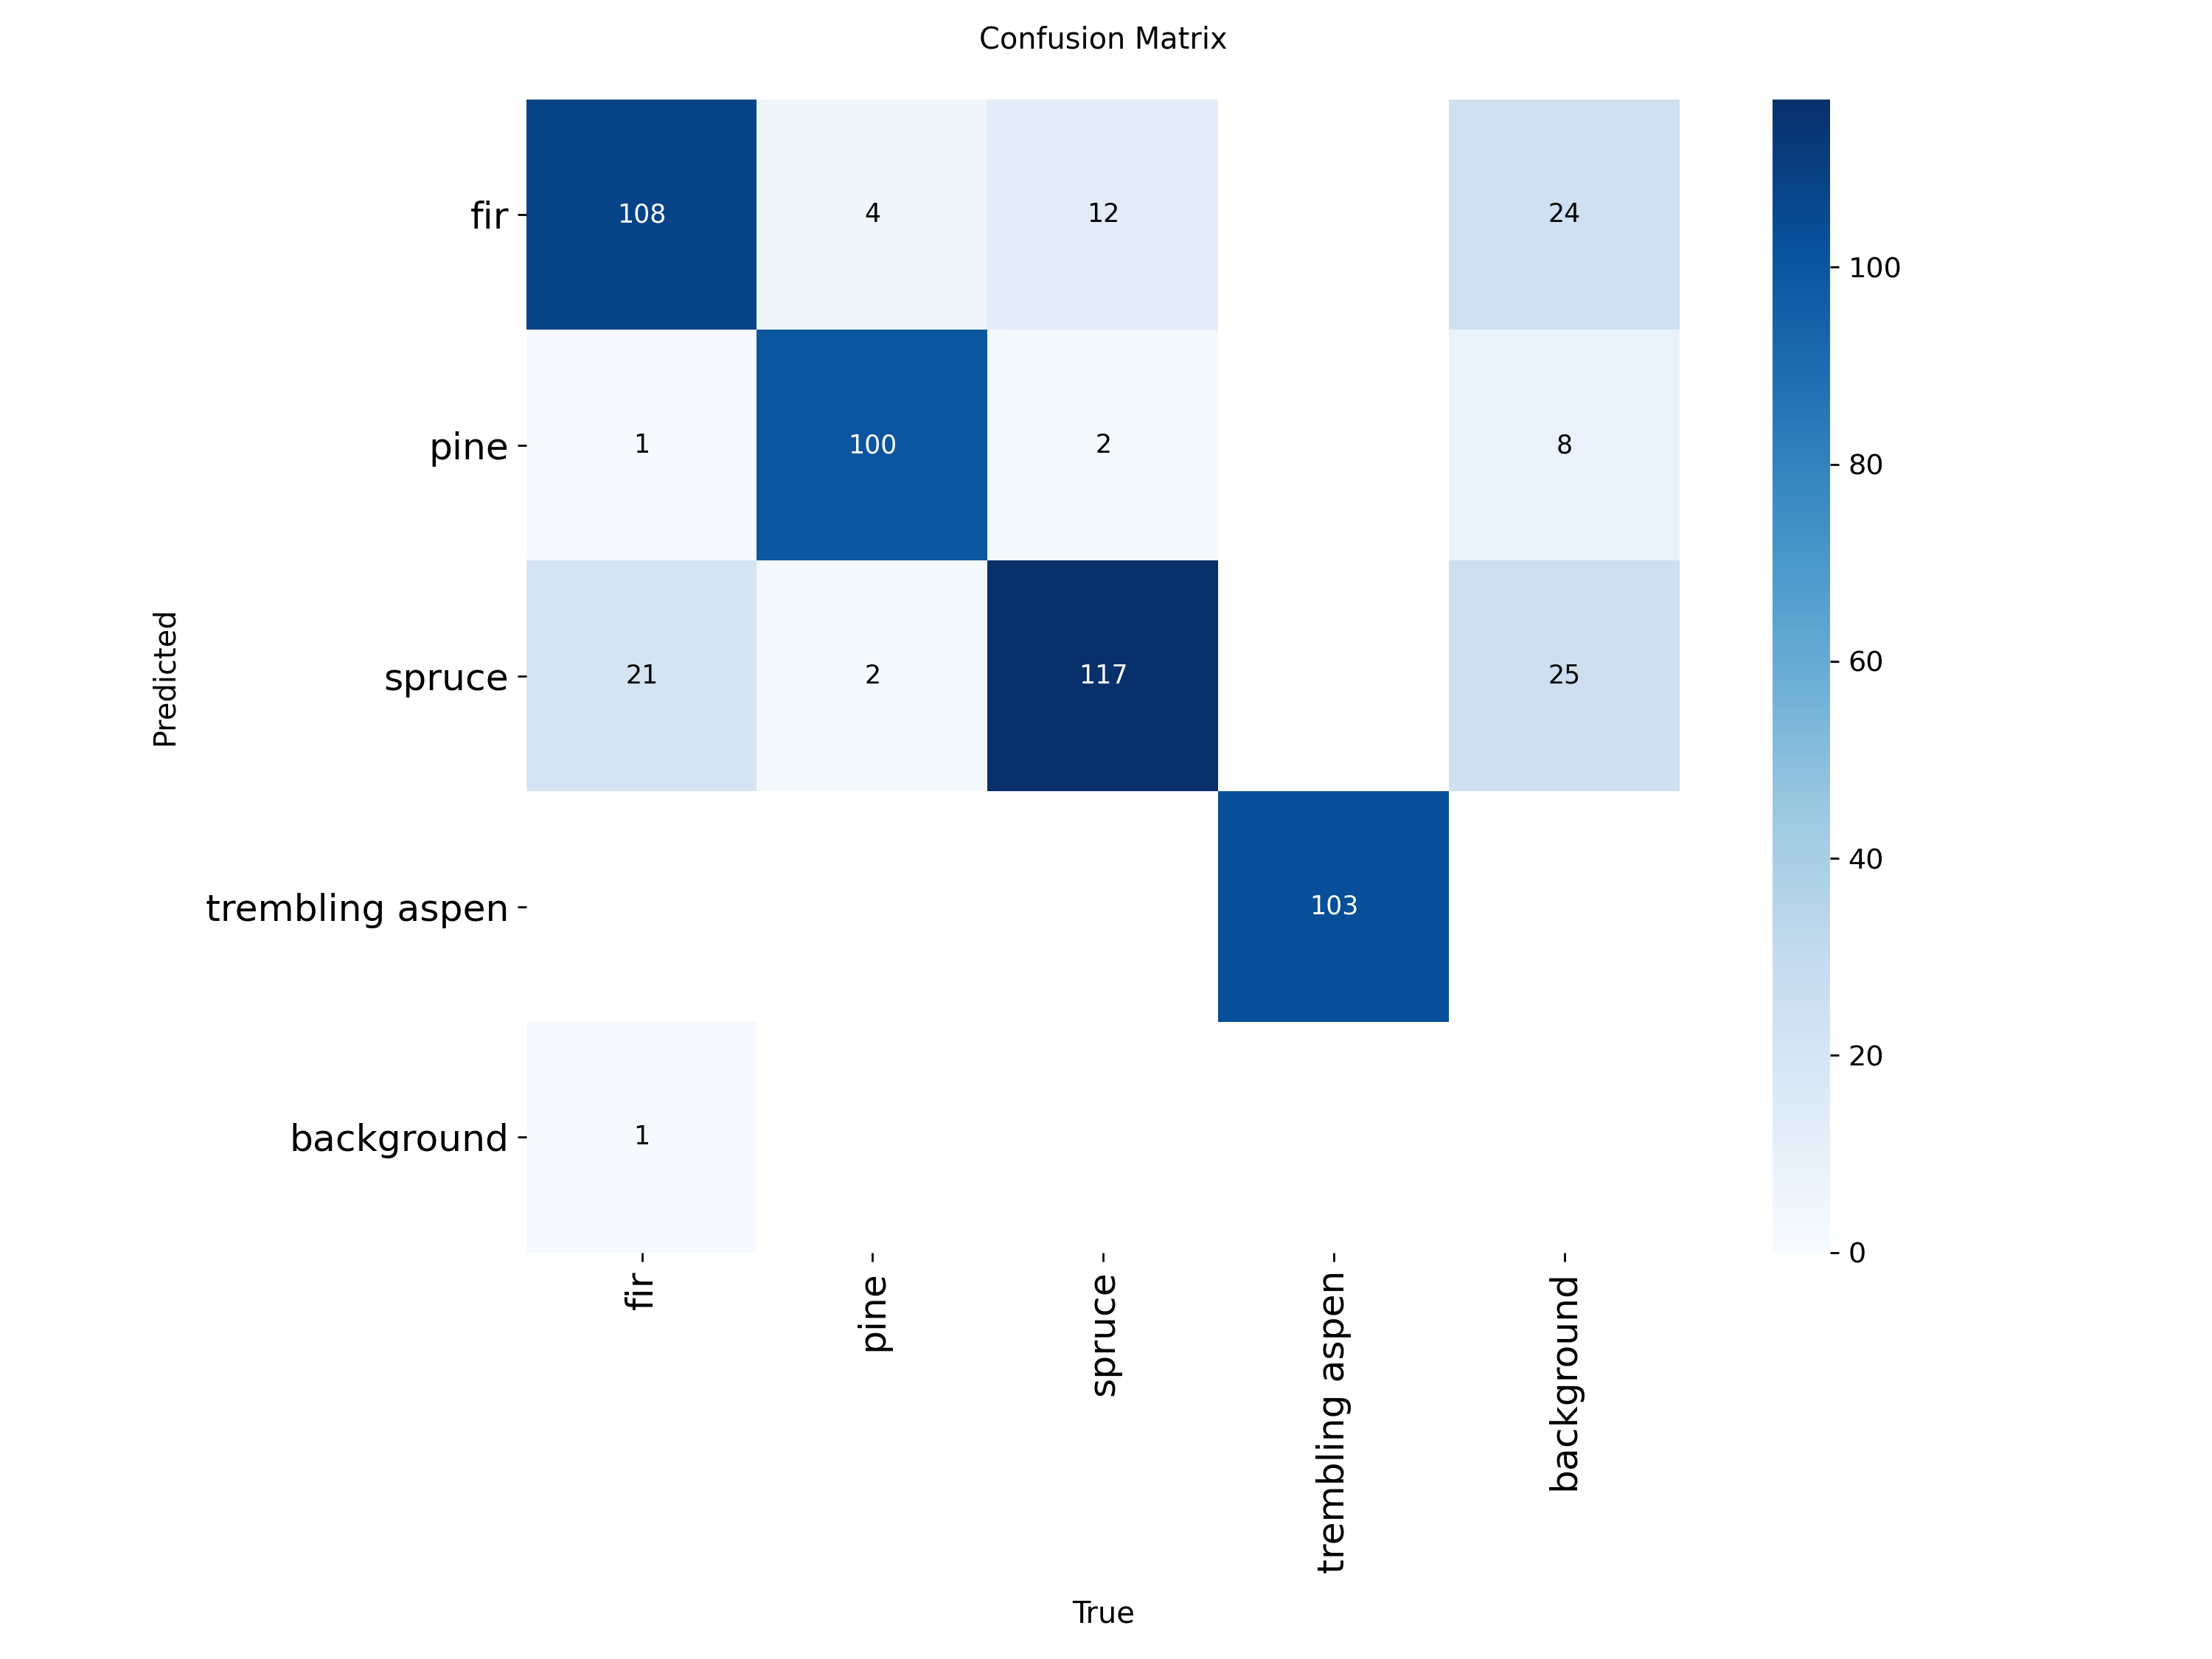 Confusion Matrix
Predicted
fir
108
4
12
24
pine
1
100
2
8
spruce
21
2
117
25
trembling aspen
103
background
1
fir
pine
spruce
trembling aspen
background
True
100
80
60
40
20
0